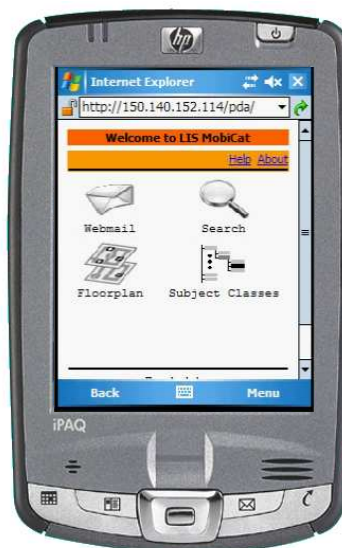 hp
Internet Explorer
http://150.140.152.114/pda/
Welcome to LIS MobiCat
Help About
Webmail Search
Floorplan Subject Classes
Back Menu
iPAQ